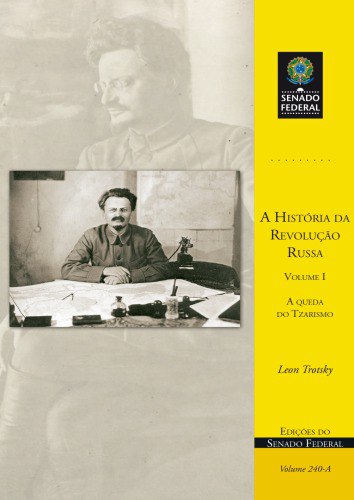 SENADO
FEDERAL
A HISTÓRIA DA
REVOLUÇÃO
RUSSA
VOLUME I
A QUEDA
DO TZARISMO
Leon Trotsky
EDIÇÕES DO
SENADO FEDERAL
Volume 240-A